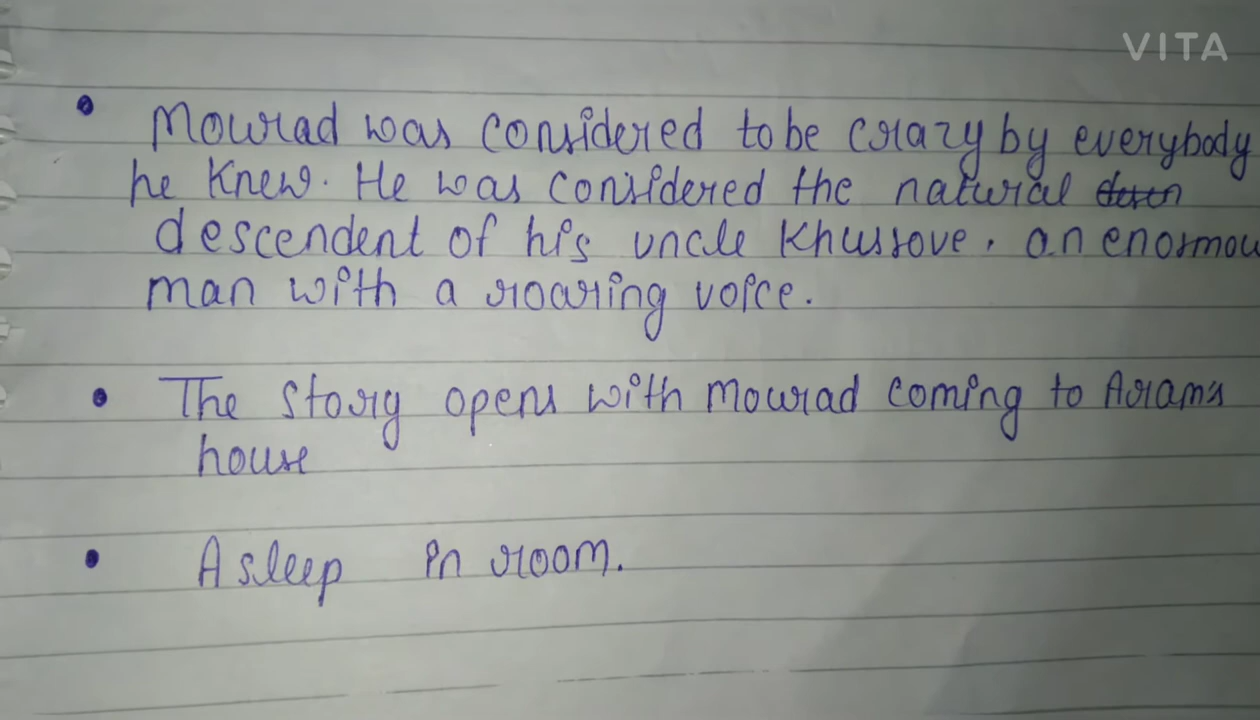 VITA
• Mourad was considered to be crazy by everybody
he knew. He was considered the natural
descendent of his uncle Khusrove. an enormou
man with a roaring voice.
• The story opens with Mourad coming to Aram's
house
• Asleep in room.